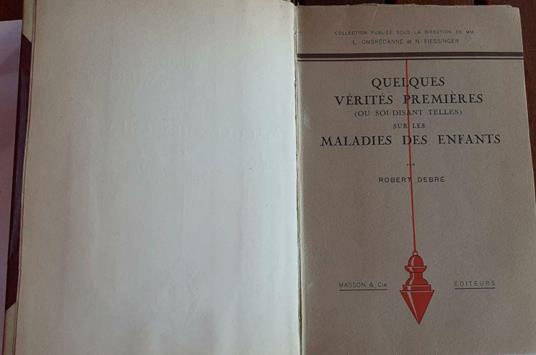 COLLECTION PUBLIÉE SOUS LA DIRECTION DE MM
L. OMBRÉDANNE et N. FIESSINGER
QUELQUES
VÉRITÉS PREMIÈRES
(OU SOI-DISANT TELLES)
SUR LES
MALADIES DES ENFANTS
PAR
ROBERT DEBRÉ
MASSON & Cie ÉDITEURS